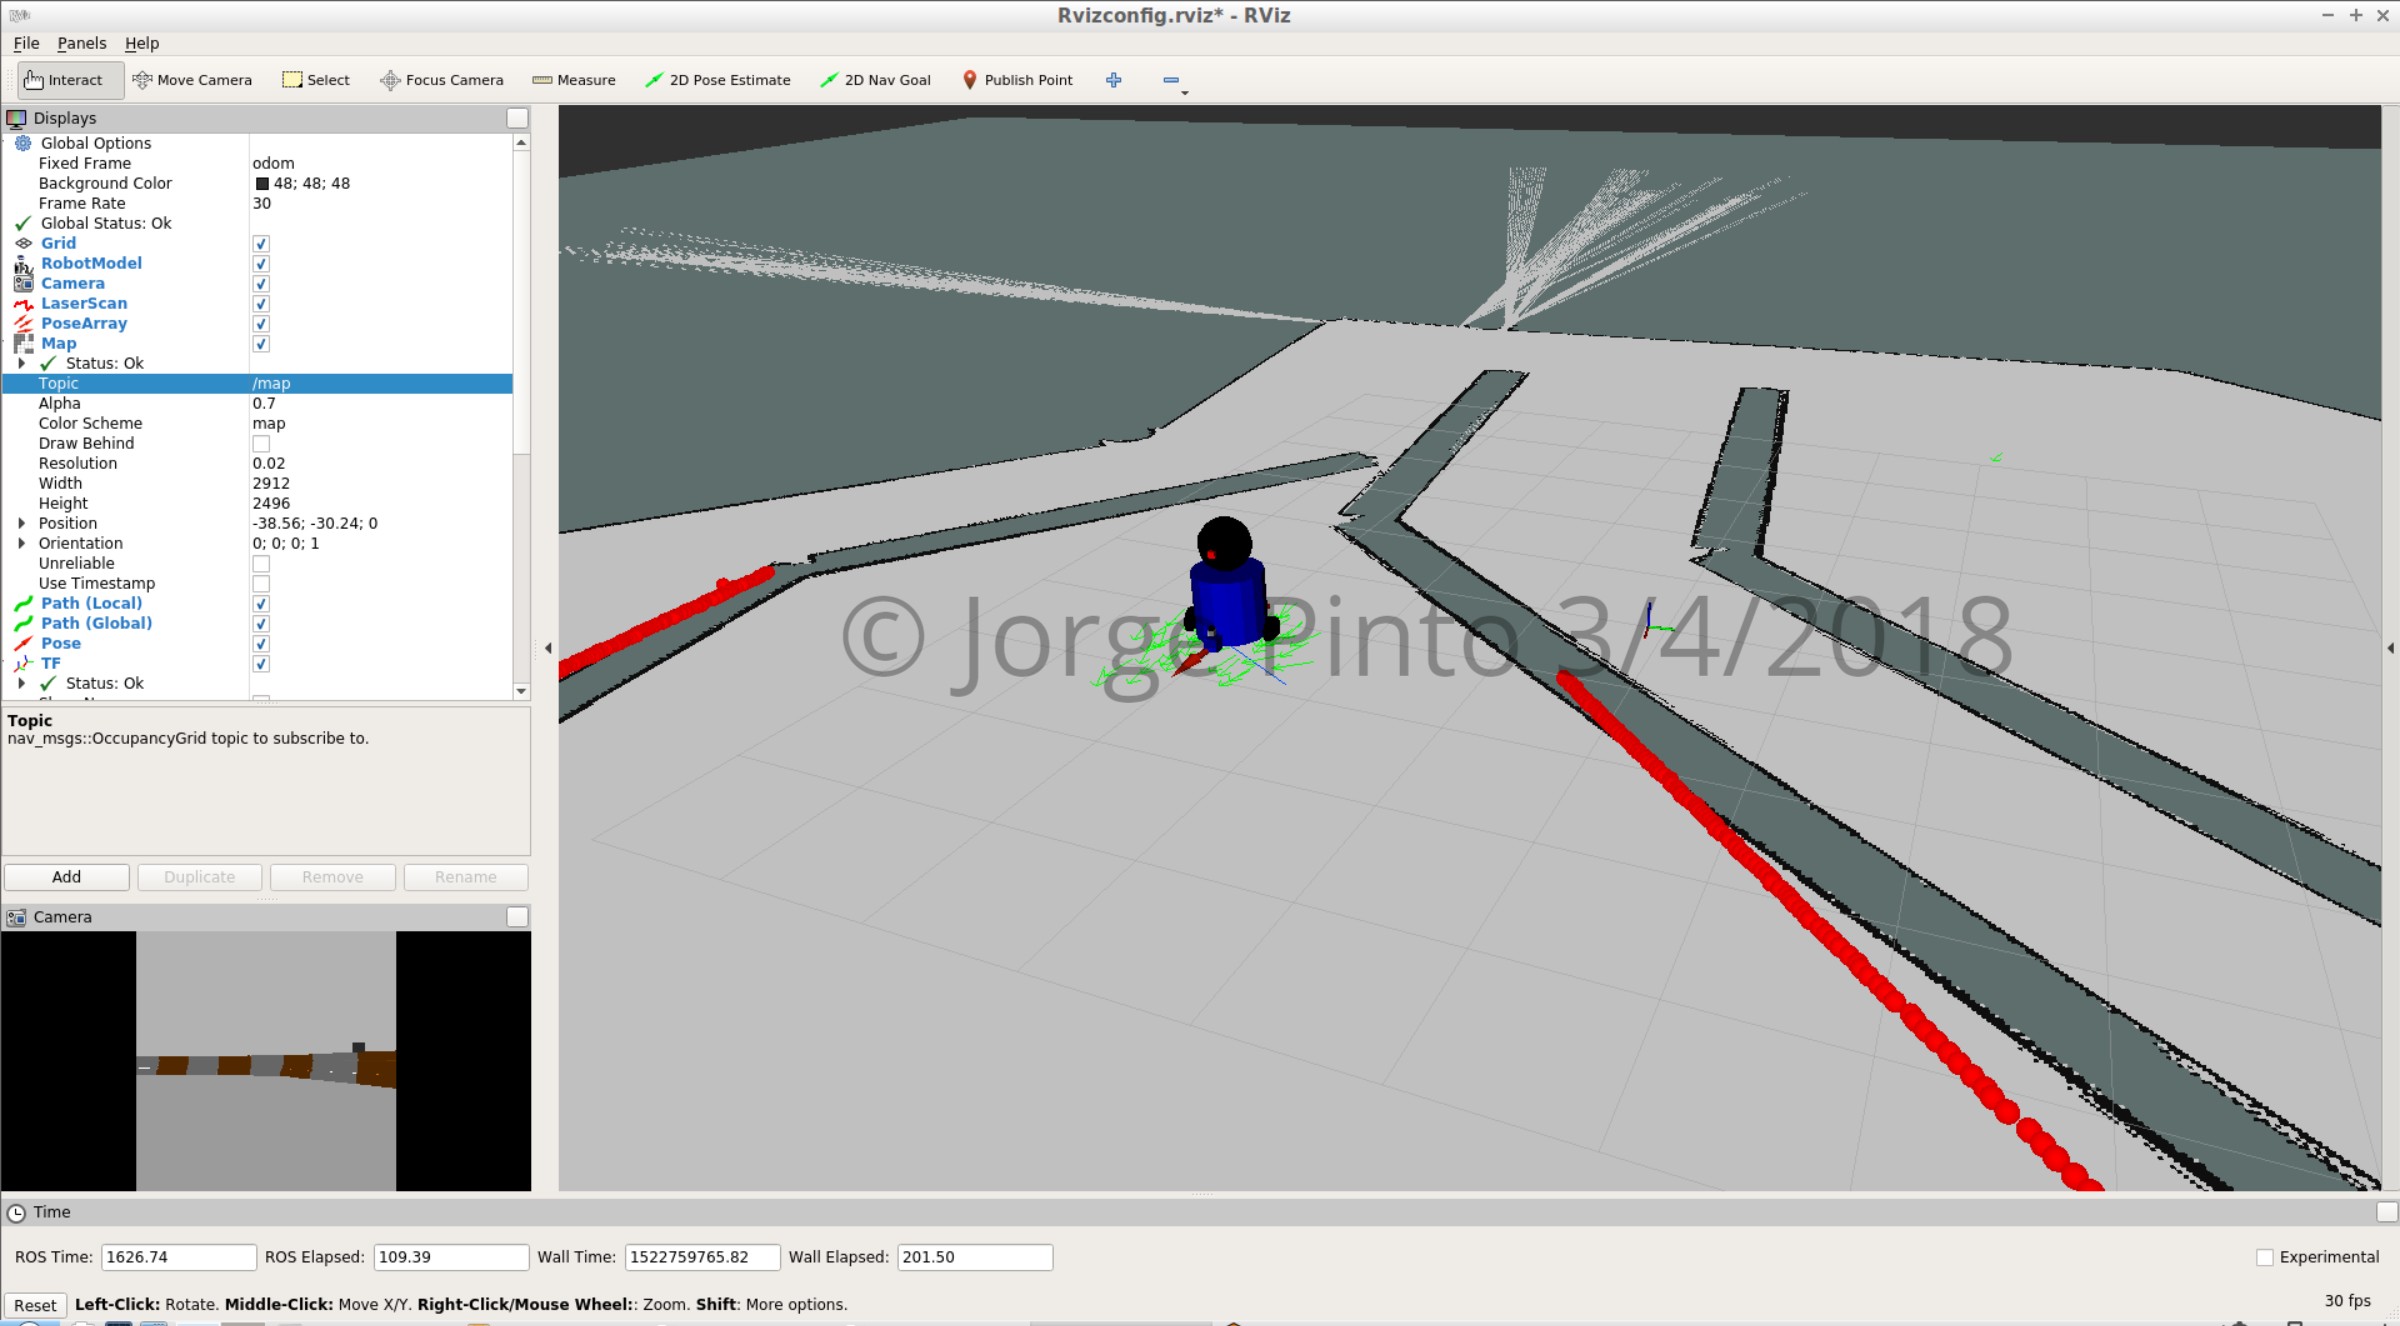 Rvizconfig.rviz* - RViz
File Panels Help
Interact Move Camera Select Focus Camera Measure 2D Pose Estimate 2D Nav Goal Publish Point
Displays
Global Options
Fixed Frame odom
Background Color 48; 48; 48
Frame Rate 30
Global Status: Ok
Grid
RobotModel
Camera
LaserScan
PoseArray
Map
Status: Ok
Topic /map
Alpha 0.7
Color Scheme map
Draw Behind
Resolution 0.02
Width 2912
Height 2496
Position -38.56; -30.24; 0
Orientation 0; 0; 0; 1
Unreliable
Use Timestamp
Path (Local)
Path (Global)
Pose
TF
Status: Ok
Topic
nav_msgs::OccupancyGrid topic to subscribe to.
Add Duplicate Remove Rename
Camera
© Jorge Pinto 3/4/2018
Time
ROS Time: 1626.74 ROS Elapsed: 109.39 Wall Time: 1522759765.82 Wall Elapsed: 201.50 Experimental
Reset Left-Click: Rotate. Middle-Click: Move X/Y. Right-Click/Mouse Wheel:: Zoom. Shift: More options. 30 fps